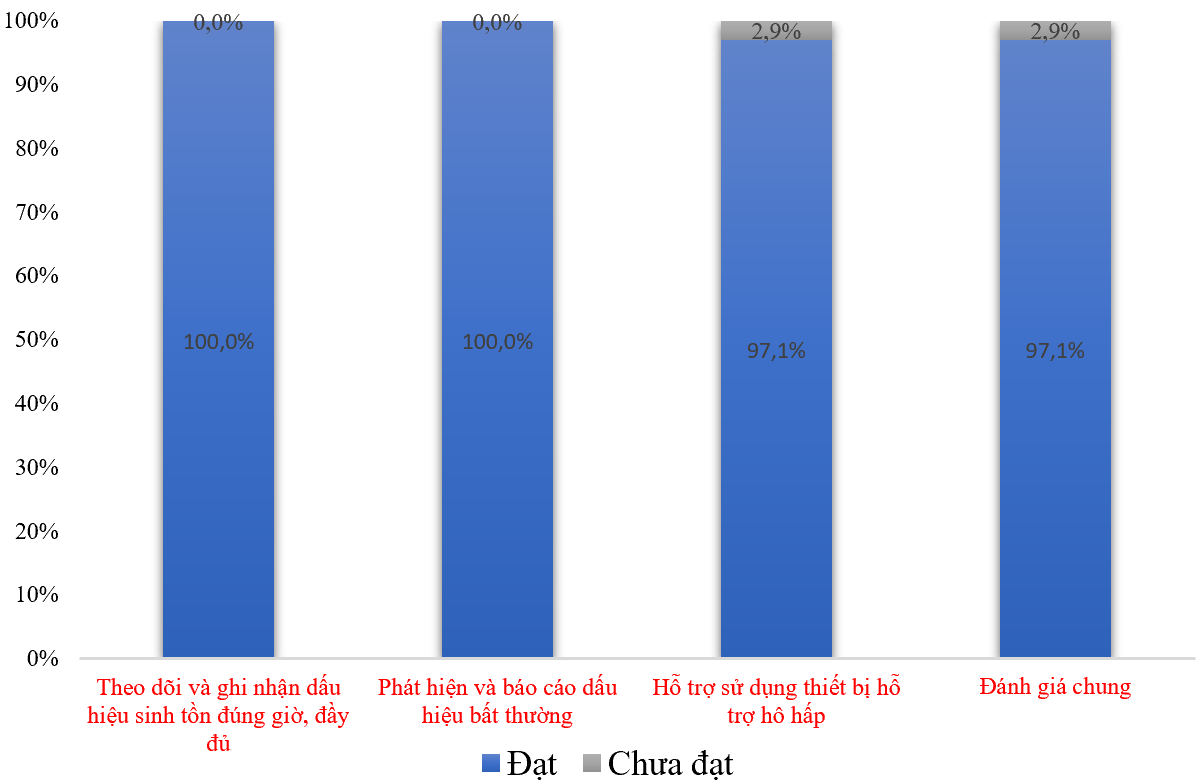 100%
90%
80%
70%
60%
50%
40%
30%
20%
10%
0%
0,0%
0,0%
2,9%
2,9%
100,0%
100,0%
97,1%
97,1%
Theo dõi và ghi nhận dấu
hiệu sinh tồn đúng giờ, đầy
đủ
Phát hiện và báo cáo dấu
hiệu bất thường
Hỗ trợ sử dụng thiết bị hỗ
trợ hô hấp
Đánh giá chung
Đạt
Chưa đạt